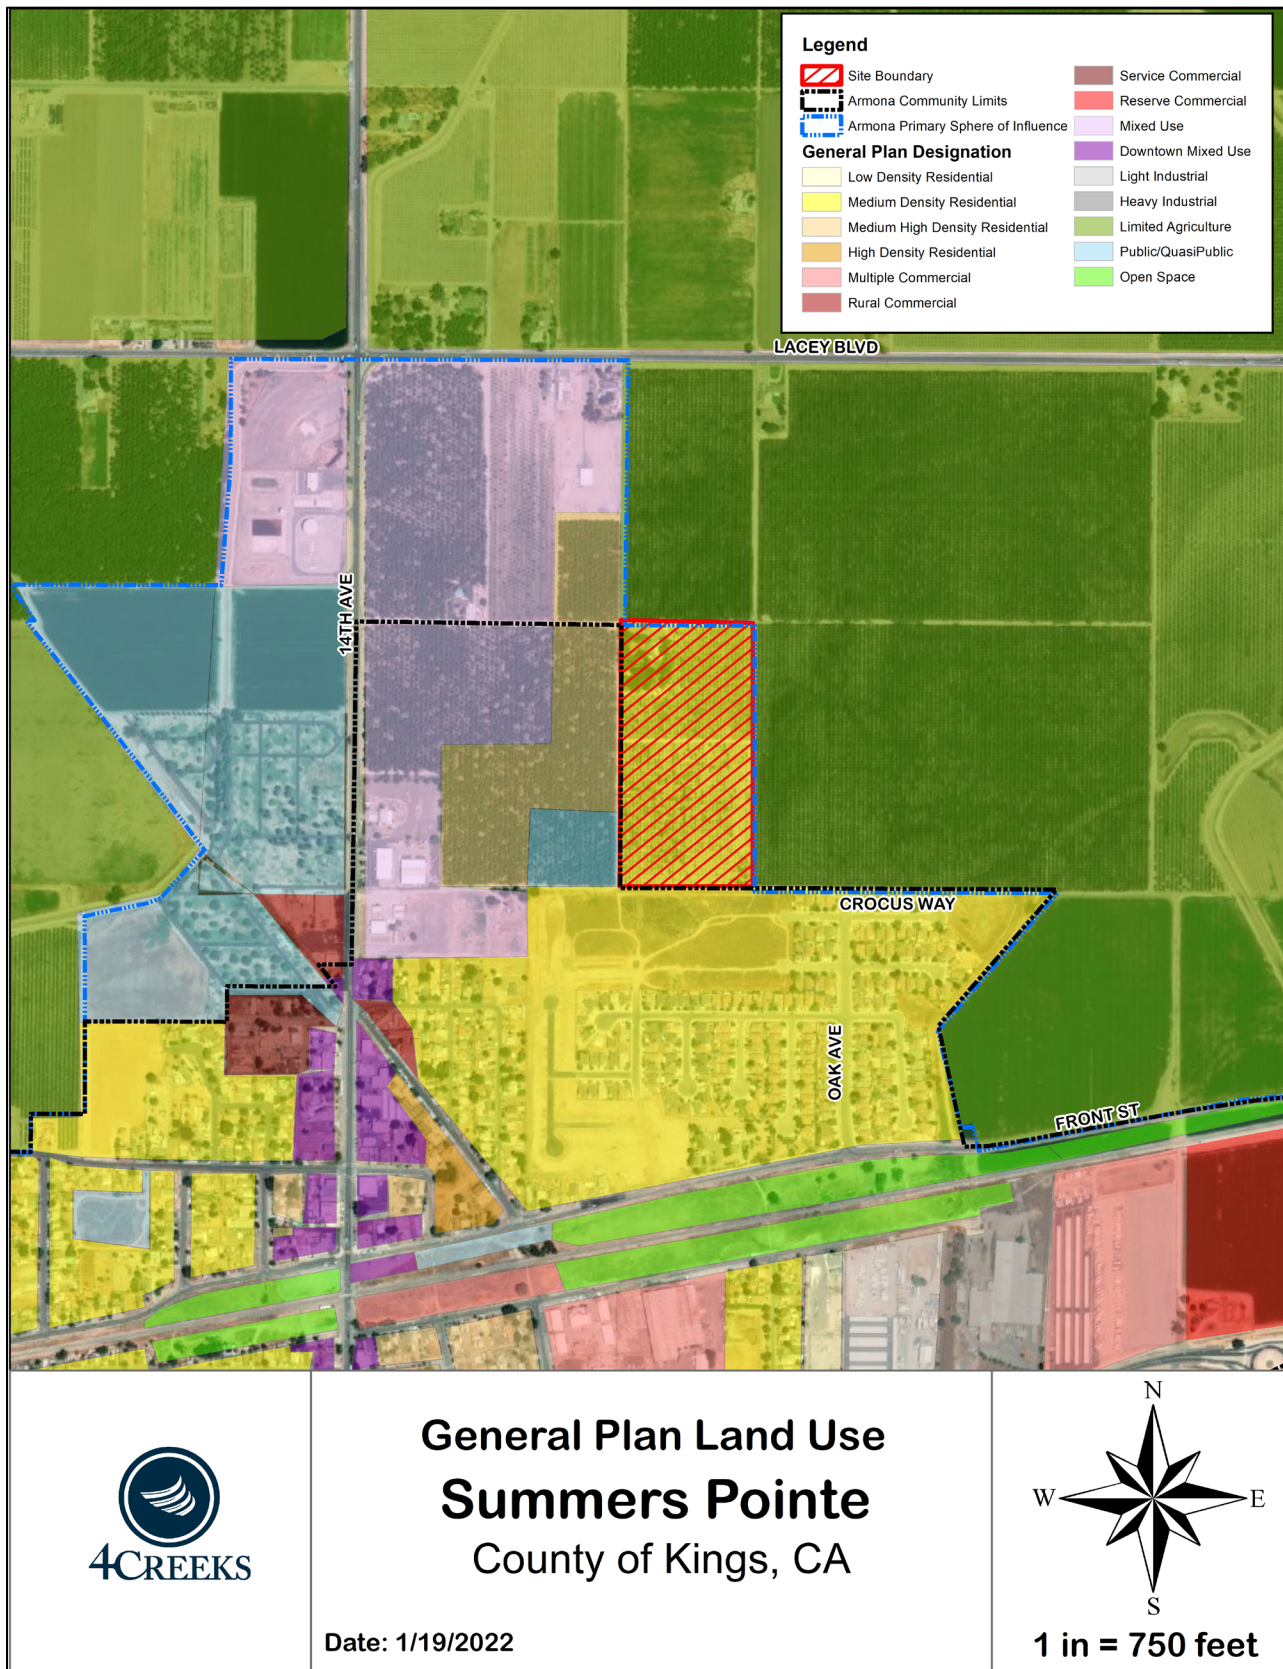 Legend
Site Boundary
Armona Community Limits
Armona Primary Sphere of Influence
General Plan Designation
Low Density Residential
Medium Density Residential
Medium High Density Residential
High Density Residential
Multiple Commercial
Rural Commercial
Service Commercial
Reserve Commercial
Mixed Use
Downtown Mixed Use
Light Industrial
Heavy Industrial
Limited Agriculture
Public/QuasiPublic
Open Space
LACEY BLVD
14TH AVE
CROCUS WAY
OAK AVE
FRONT ST
4CREEKS
General Plan Land Use
Summers Pointe
County of Kings, CA
Date: 1/19/2022
N
W
E
S
1 in = 750 feet